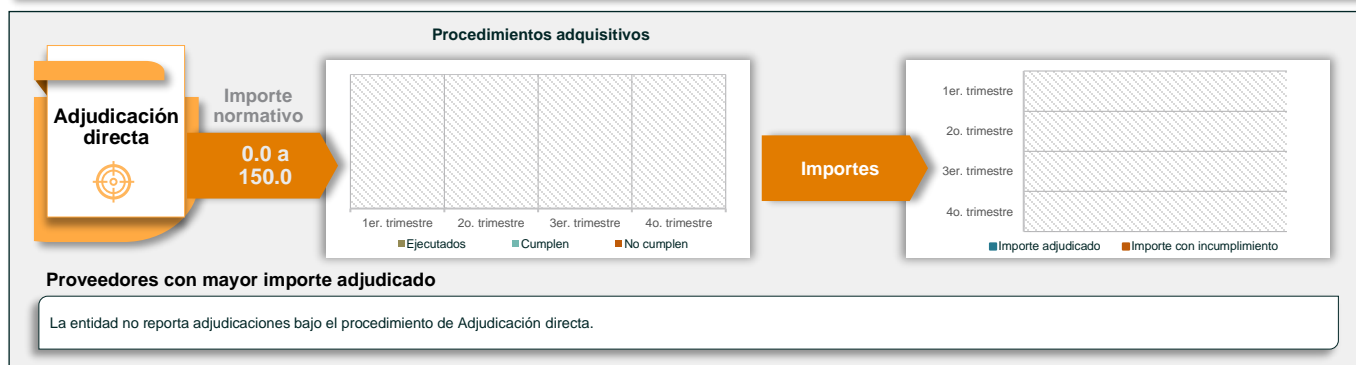 Procedimientos adquisitivos
Adjudicación
directa
Importe
normativo
0.0 a
150.0
1er. trimestre
2o. trimestre
3er. trimestre
4o. trimestre
Ejecutados
Cumplen
No cumplen
Importes
1er. trimestre
2o. trimestre
3er. trimestre
4o. trimestre
Importe adjudicado
Importe con incumplimiento
Proveedores con mayor importe adjudicado
La entidad no reporta adjudicaciones bajo el procedimiento de Adjudicación directa.